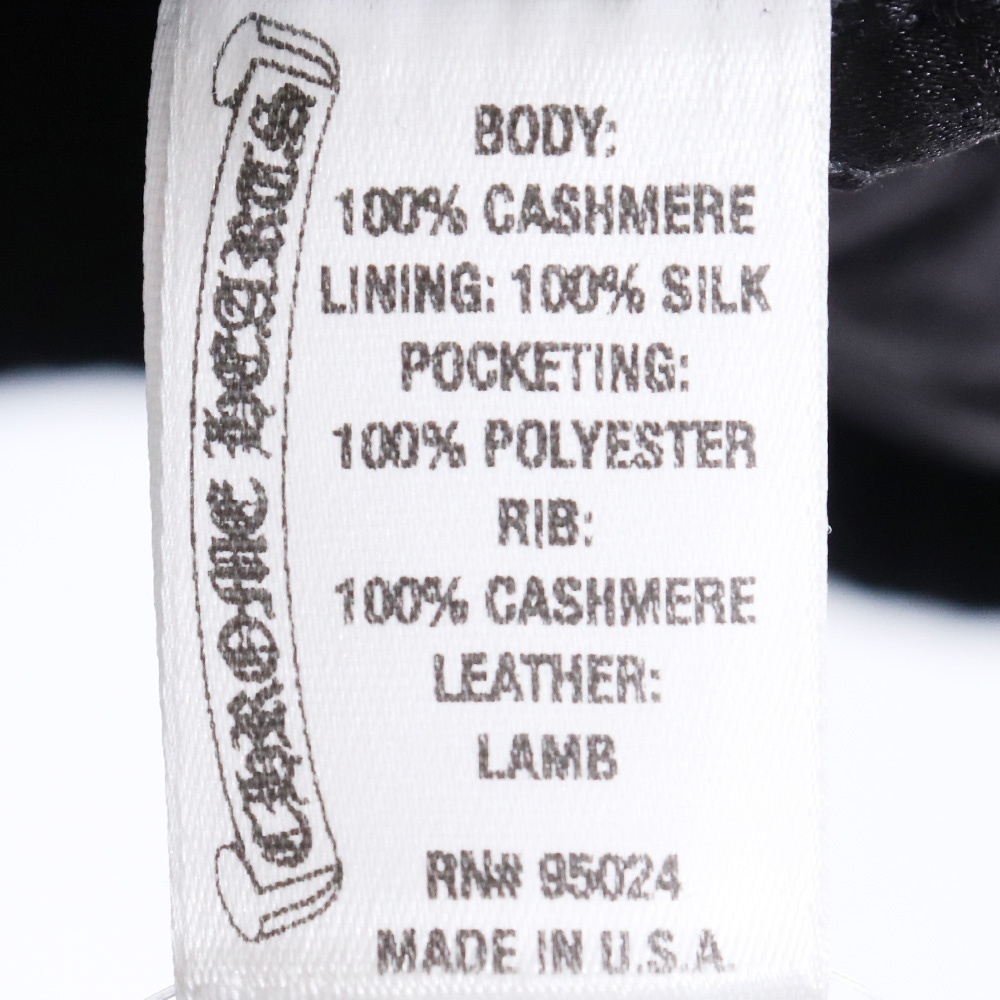 CHROME HEARTS
BODY:
100% CASHMERE
LINING: 100% SILK
POCKETING:
100% POLYESTER
RIB:
100% CASHMERE
LEATHER:
LAMB
RN# 95024
MADE IN U.S.A.